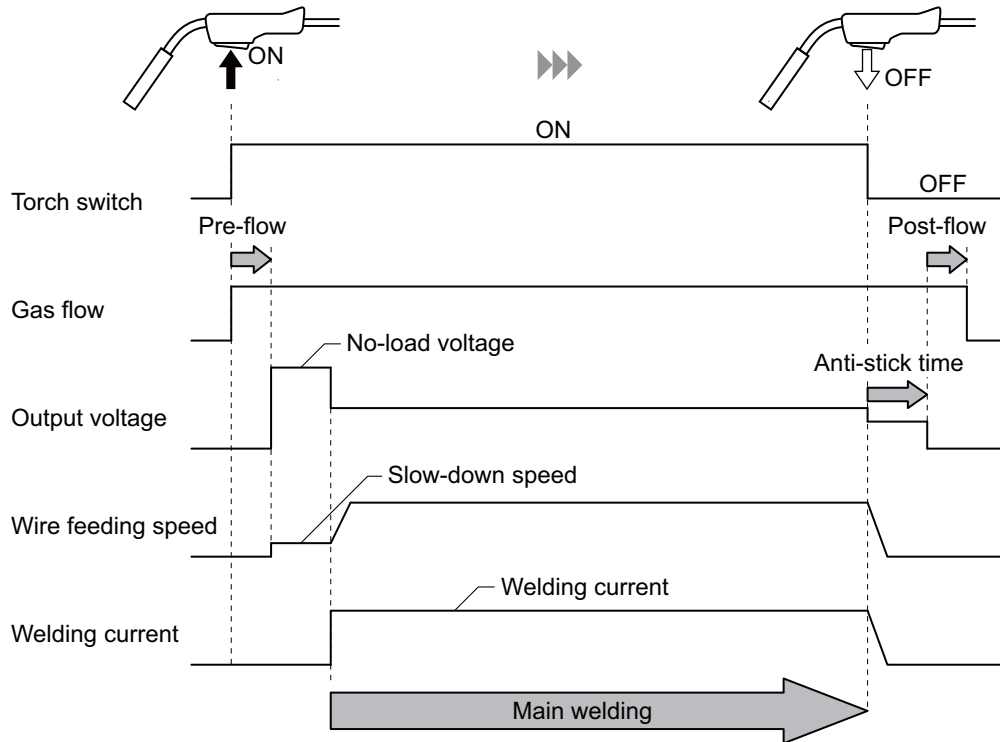 ON
OFF
ON
Torch switch
OFF
Pre-flow
Post-flow
Gas flow
No-load voltage
Anti-stick time
Output voltage
Slow-down speed
Wire feeding speed
Welding current
Welding current
Main welding